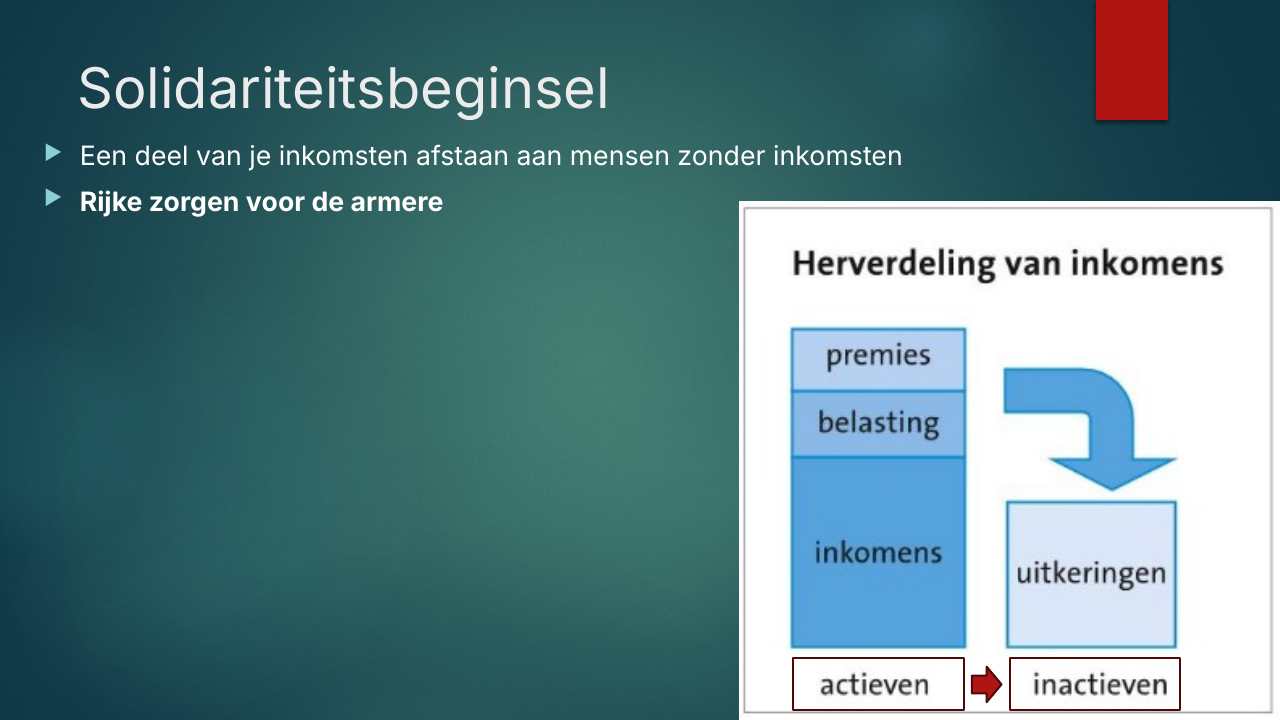 Solidariteitsbeginsel
Een deel van je inkomsten afstaan aan mensen zonder inkomsten
Rijke zorgen voor de armere
Herverdeling van inkomens
premies
belasting
inkomens
uitkeringen
actieven
inactieven